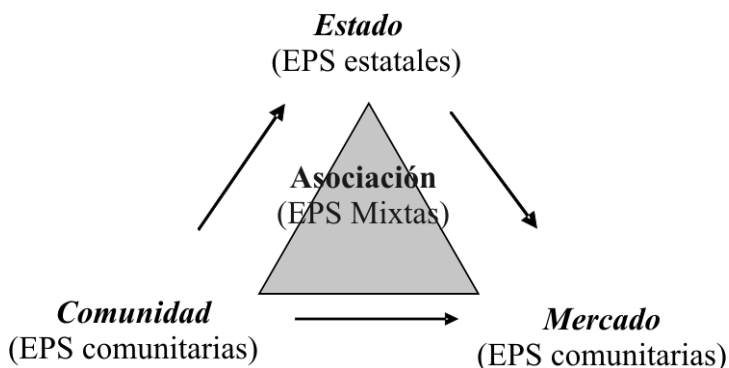 Estado
(EPS estatales)
Asociación
(EPS Mixtas)
Comunidad
(EPS comunitarias)
Mercado
(EPS comunitarias)